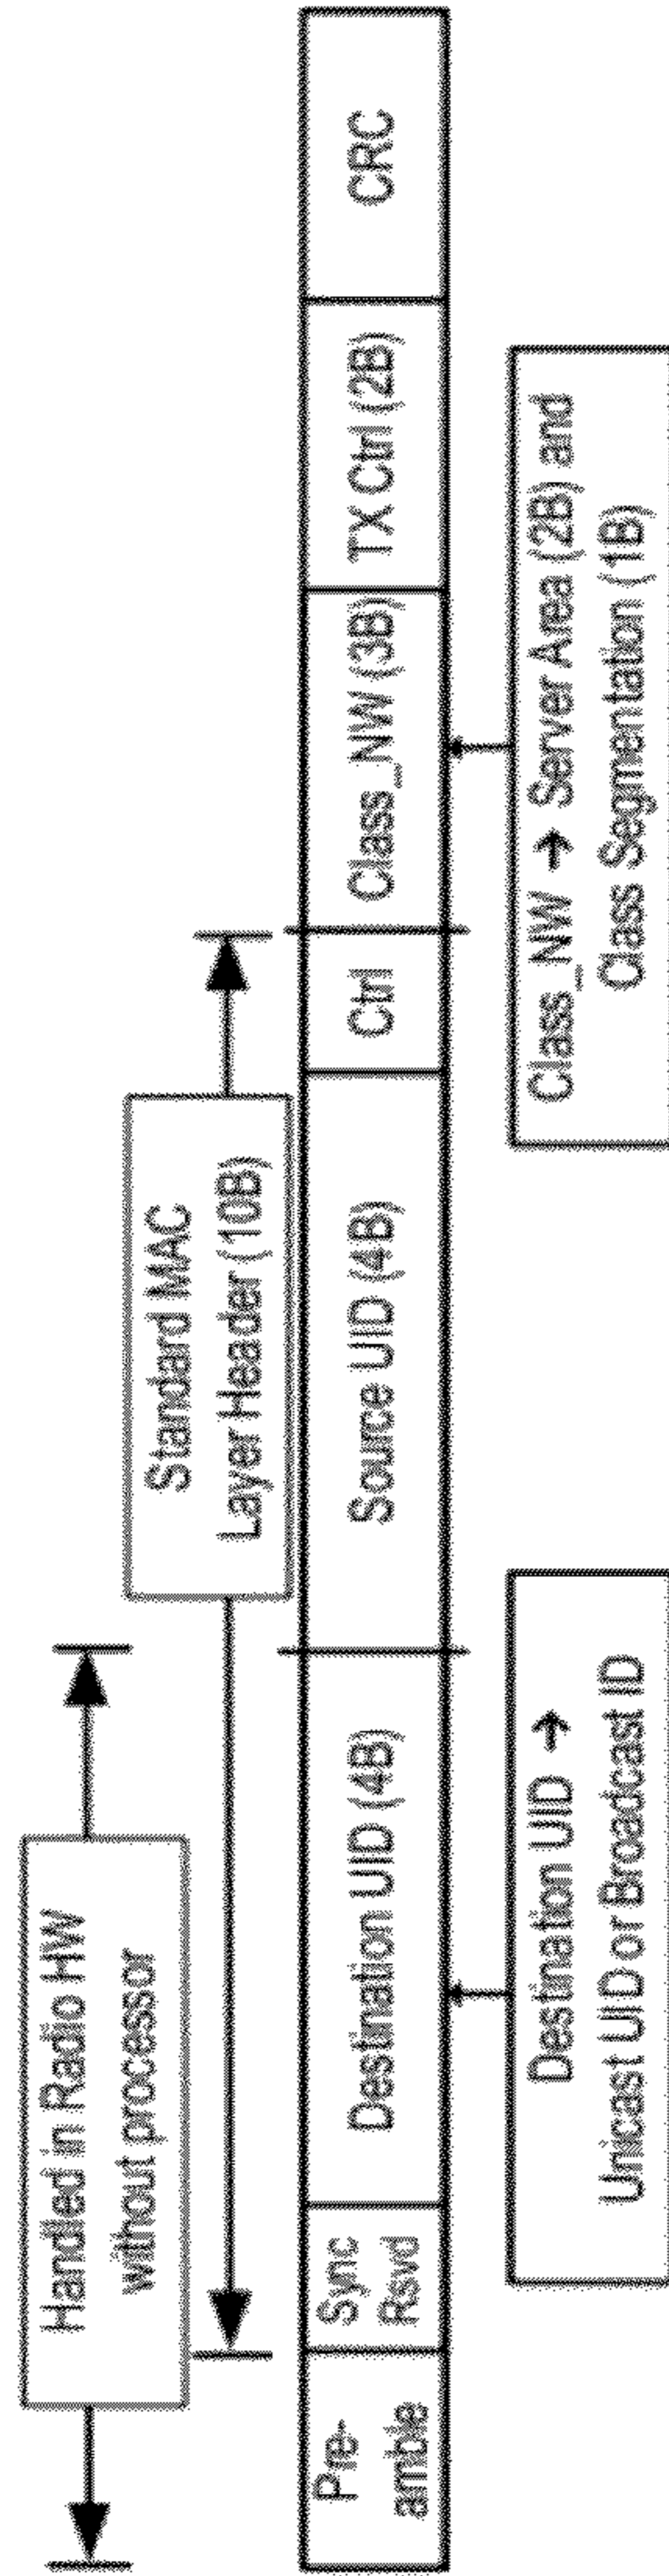 Handled in Radio HW
without processor
Standard MAC
Layer Header (10B)
Pre-
amble
Sync
Rsvd
Destination UID (4B)
Source UID (4B)
Ctrl
Class_NW (3B)
TX Ctrl (2B)
CRC
Destination UID →
Unicast UID or Broadcast ID
Class_NW → Server Area (2B) and
Class Segmentation (1B)